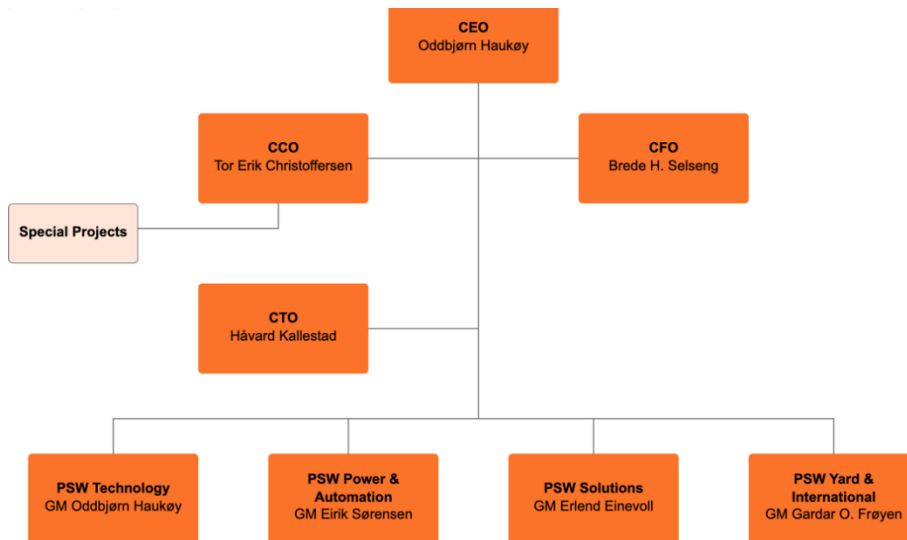 CEO
Oddbjørn Haukøy
CCO
Tor Erik Christoffersen
CFO
Brede H. Selseng
Special Projects
CTO
Håvard Kallestad
PSW Technology
GM Oddbjørn Haukøy
PSW Power &
Automation
GM Eirik Sørensen
PSW Solutions
GM Erlend Einevoll
PSW Yard &
International
GM Gardar O. Frøyen